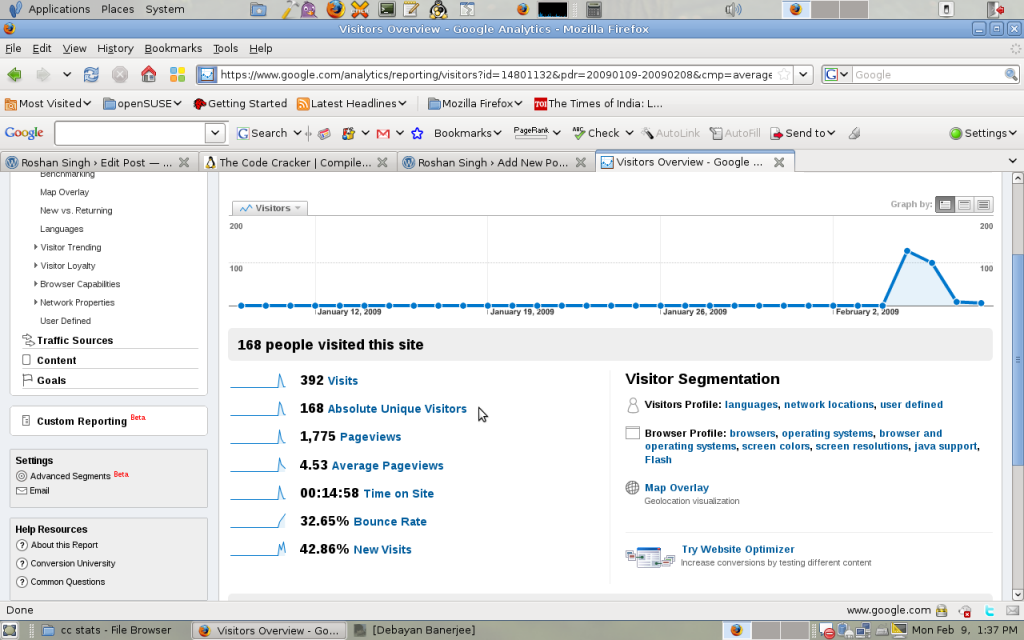 Applications Places System
Visitors Overview - Google Analytics - Mozilla Firefox
File Edit View History Bookmarks Tools Help
https://www.google.com/analytics/reporting/visitors?id=14801132&pdr=20090109-20090208&cmp=average
G Google
Most Visited openSUSE Getting Started Latest Headlines Mozilla Firefox TOI The Times of India: L...
Google G Search Bookmarks PageRank ABC Check AutoLink AutoFill Send to Settings
Roshan Singh › Edit Post — ... The Code Cracker | Compile... Roshan Singh › Add New Po... Visitors Overview - Google ...
Benchmarking
Map Overlay
New vs. Returning
Languages
Visitor Trending
Visitor Loyalty
Browser Capabilities
Network Properties
User Defined
Traffic Sources
Content
Goals
Custom Reporting Beta
Settings
Advanced Segments Beta
Email
Help Resources
About this Report
Conversion University
Common Questions
Visitors
Graph by:
200 200
100 100
January 12, 2009 January 19, 2009 January 26, 2009 February 2, 2009
168 people visited this site
392 Visits
168 Absolute Unique Visitors
1,775 Pageviews
4.53 Average Pageviews
00:14:58 Time on Site
32.65% Bounce Rate
42.86% New Visits
Visitor Segmentation
Visitors Profile: languages, network locations, user defined
Browser Profile: browsers, operating systems, browser and
operating systems, screen colors, screen resolutions, java support,
Flash
Map Overlay
Geolocation visualization
Try Website Optimizer
Increase conversions by testing different content
Done www.google.com
cc stats - File Browser Visitors Overview - Go... [Debayan Banerjee] Mon Feb 9, 1:37 PM